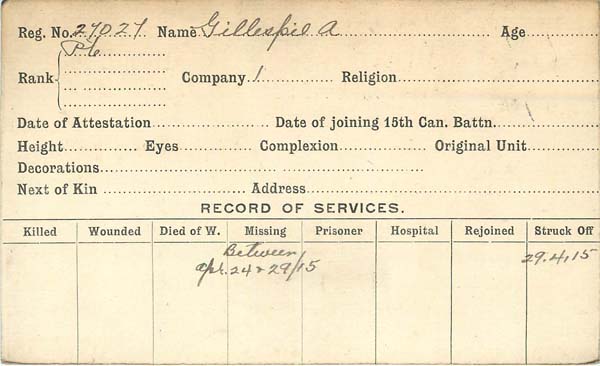 Reg. No. 27027 Name Gillespie A Age
Pte
Rank Company 1 Religion
Date of Attestation Date of joining 15th Can. Battn.
Height Eyes Complexion Original Unit
Decorations
Next of Kin Address
RECORD OF SERVICES.
Killed Wounded Died of W. Missing Prisoner Hospital Rejoined Struck Off
Between
Apr. 24 & 29/15 29.4.15